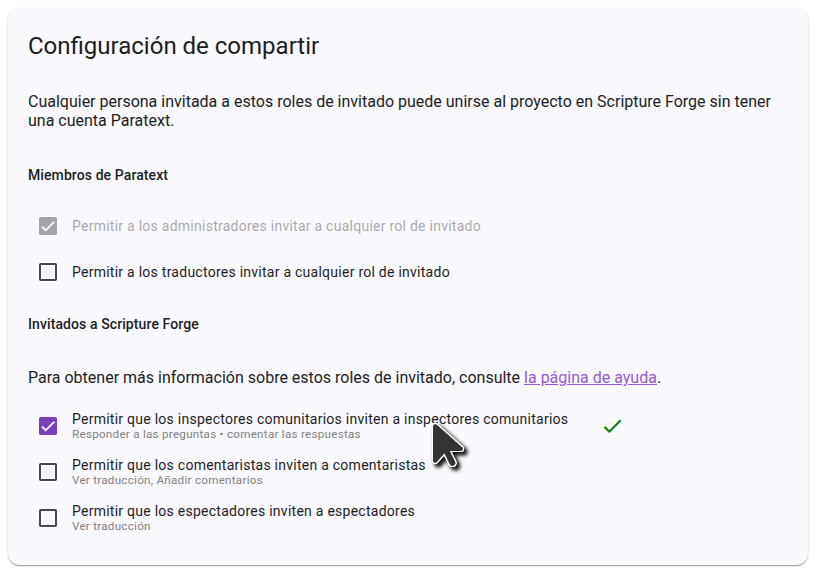 Configuración de compartir
Cualquier persona invitada a estos roles de invitado puede unirse al proyecto en Scripture Forge sin tener
una cuenta Paratext.
Miembros de Paratext
Permitir a los administradores invitar a cualquier rol de invitado
Permitir a los traductores invitar a cualquier rol de invitado
Invitados a Scripture Forge
Para obtener más información sobre estos roles de invitado, consulte la página de ayuda.
Permitir que los inspectores comunitarios inviten a inspectores comunitarios
Responder a las preguntas • comentar las respuestas
Permitir que los comentaristas inviten a comentaristas
Ver traducción, Añadir comentarios
Permitir que los espectadores inviten a espectadores
Ver traducción